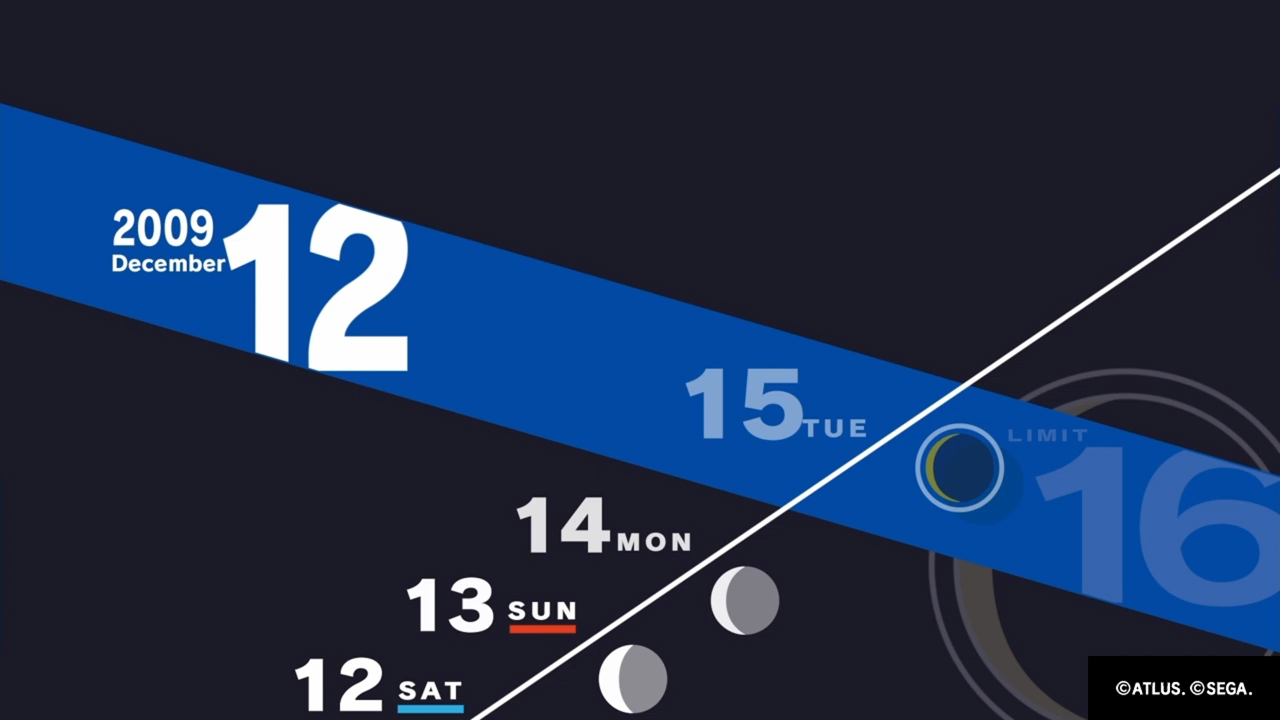 2009
December
12
15 TUE
LIMIT
16
14 MON
13 SUN
12 SAT
©ATLUS. ©SEGA.